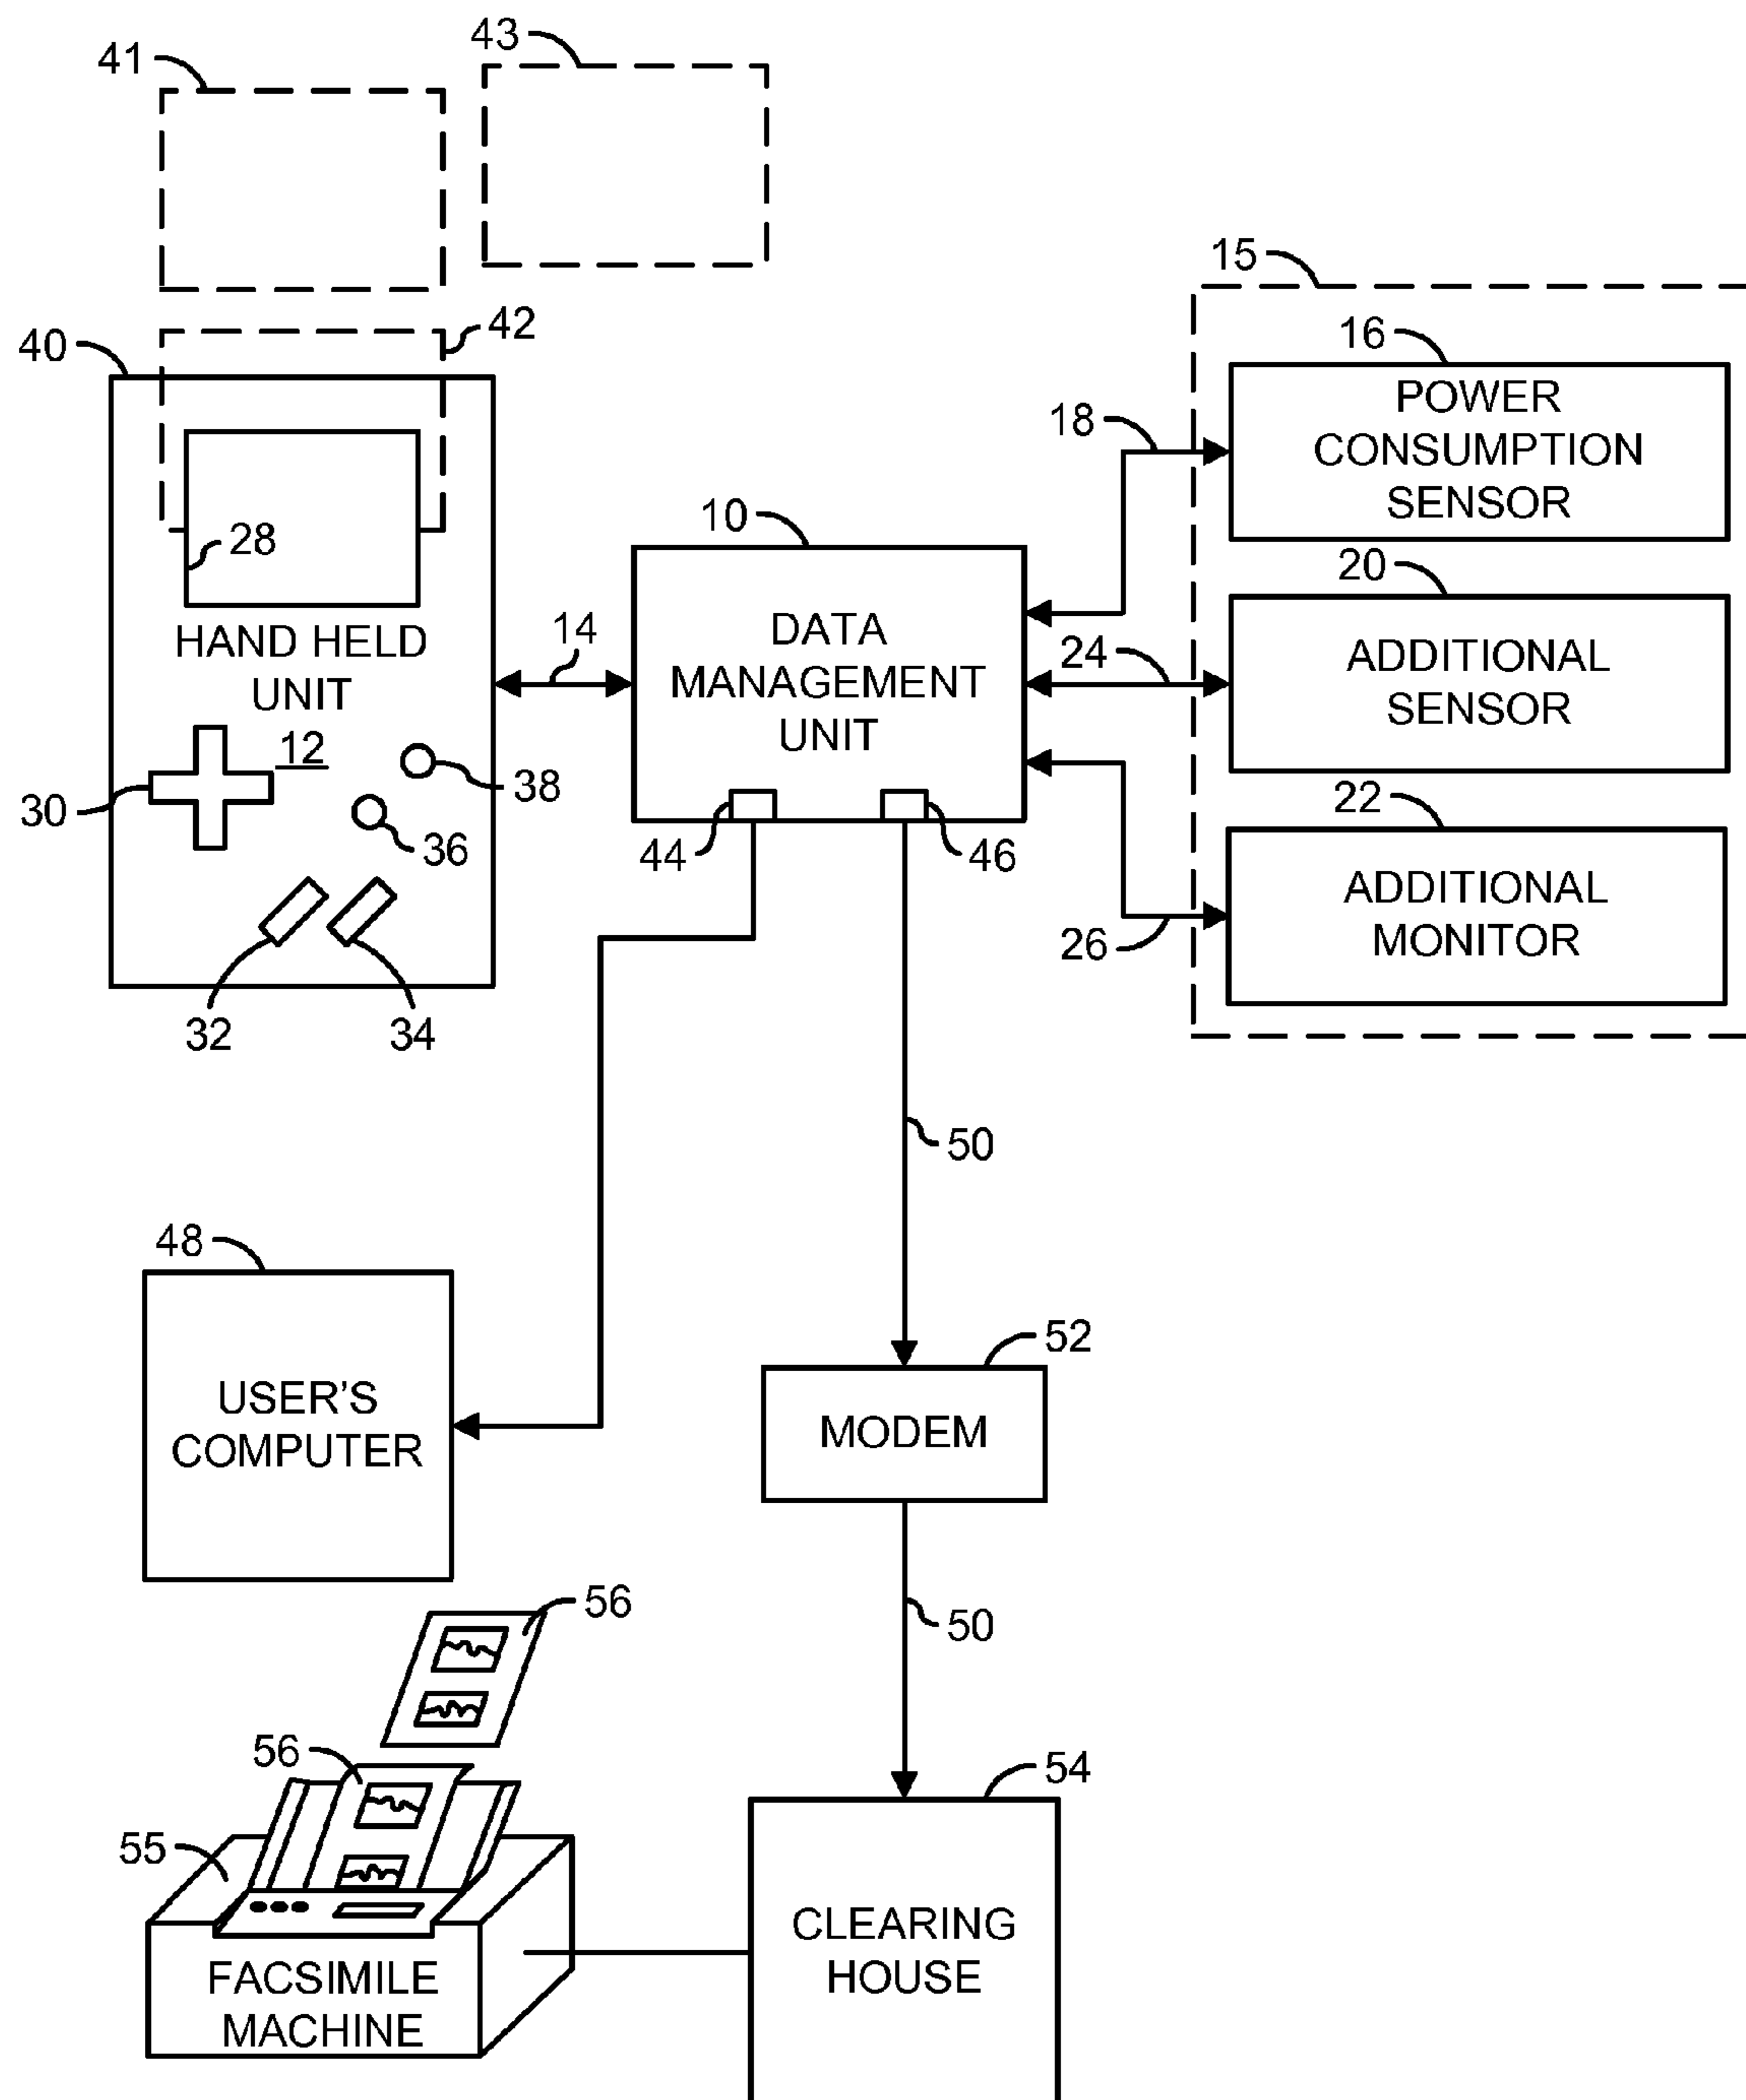 43
41
15
42
16
40
POWER
CONSUMPTION
SENSOR
18
10
28
20
14
HAND HELD
UNIT
12
DATA
MANAGEMENT
UNIT
24
ADDITIONAL
SENSOR
38
30
22
36
44
46
ADDITIONAL
MONITOR
26
32
34
50
48
52
USER'S
COMPUTER
MODEM
56
50
56
54
55
CLEARING
HOUSE
FACSIMILE
MACHINE